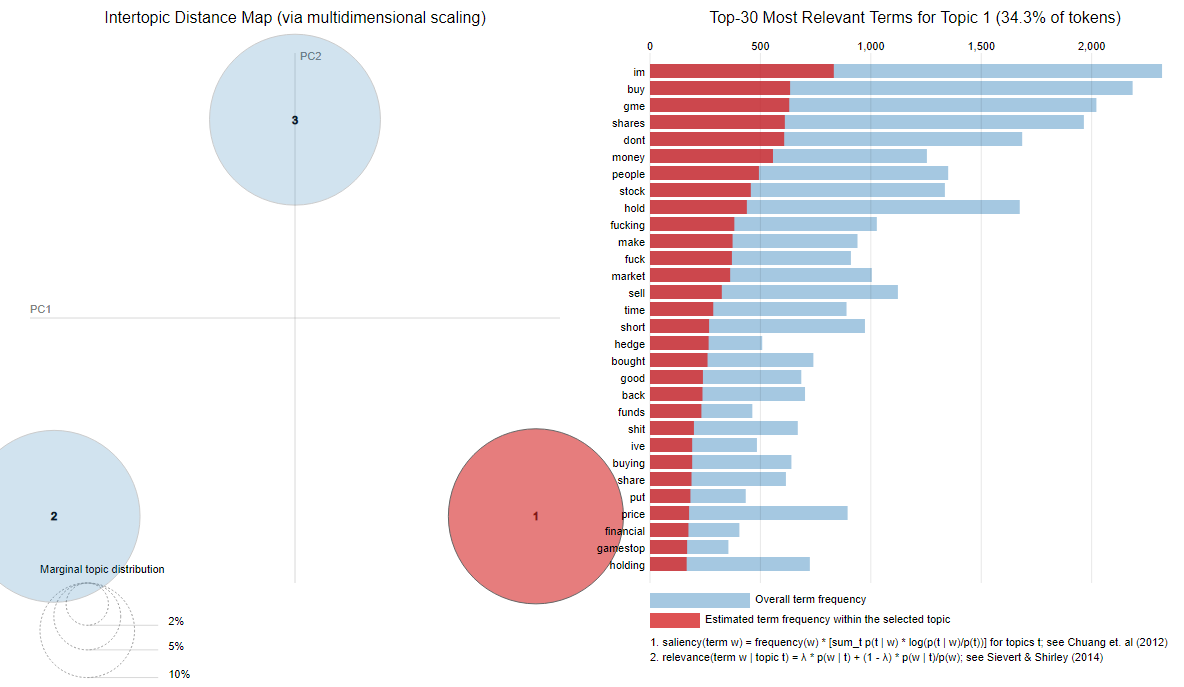 Intertopic Distance Map (via multidimensional scaling)
PC2
3
PC1
2
1
Marginal topic distribution
2%
5%
10%
Top-30 Most Relevant Terms for Topic 1 (34.3% of tokens)
0 500 1,000 1,500 2,000
im
buy
gme
shares
dont
money
people
stock
hold
fucking
make
fuck
market
sell
time
short
hedge
bought
good
back
funds
shit
ive
buying
share
put
price
financial
gamestop
holding
Overall term frequency
Estimated term frequency within the selected topic
1. saliency(term w) = frequency(w) * [sum_t p(t | w) * log(p(t | w)/p(t))] for topics t; see Chuang et. al (2012)
2. relevance(term w | topic t) = λ * p(w | t) + (1 - λ) * p(w | t)/p(w); see Sievert & Shirley (2014)